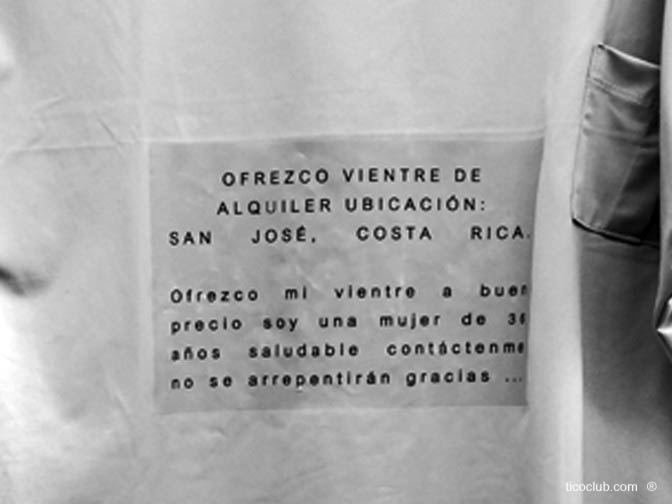 OFREZCO VIENTRE DE
ALQUILER UBICACIÓN:
SAN JOSÉ, COSTA RICA.
Ofrezco mi vientre a buen
precio soy una mujer de
años saludable contáctenme
no se arrepentirán gracias ...
ticoclub.com ®